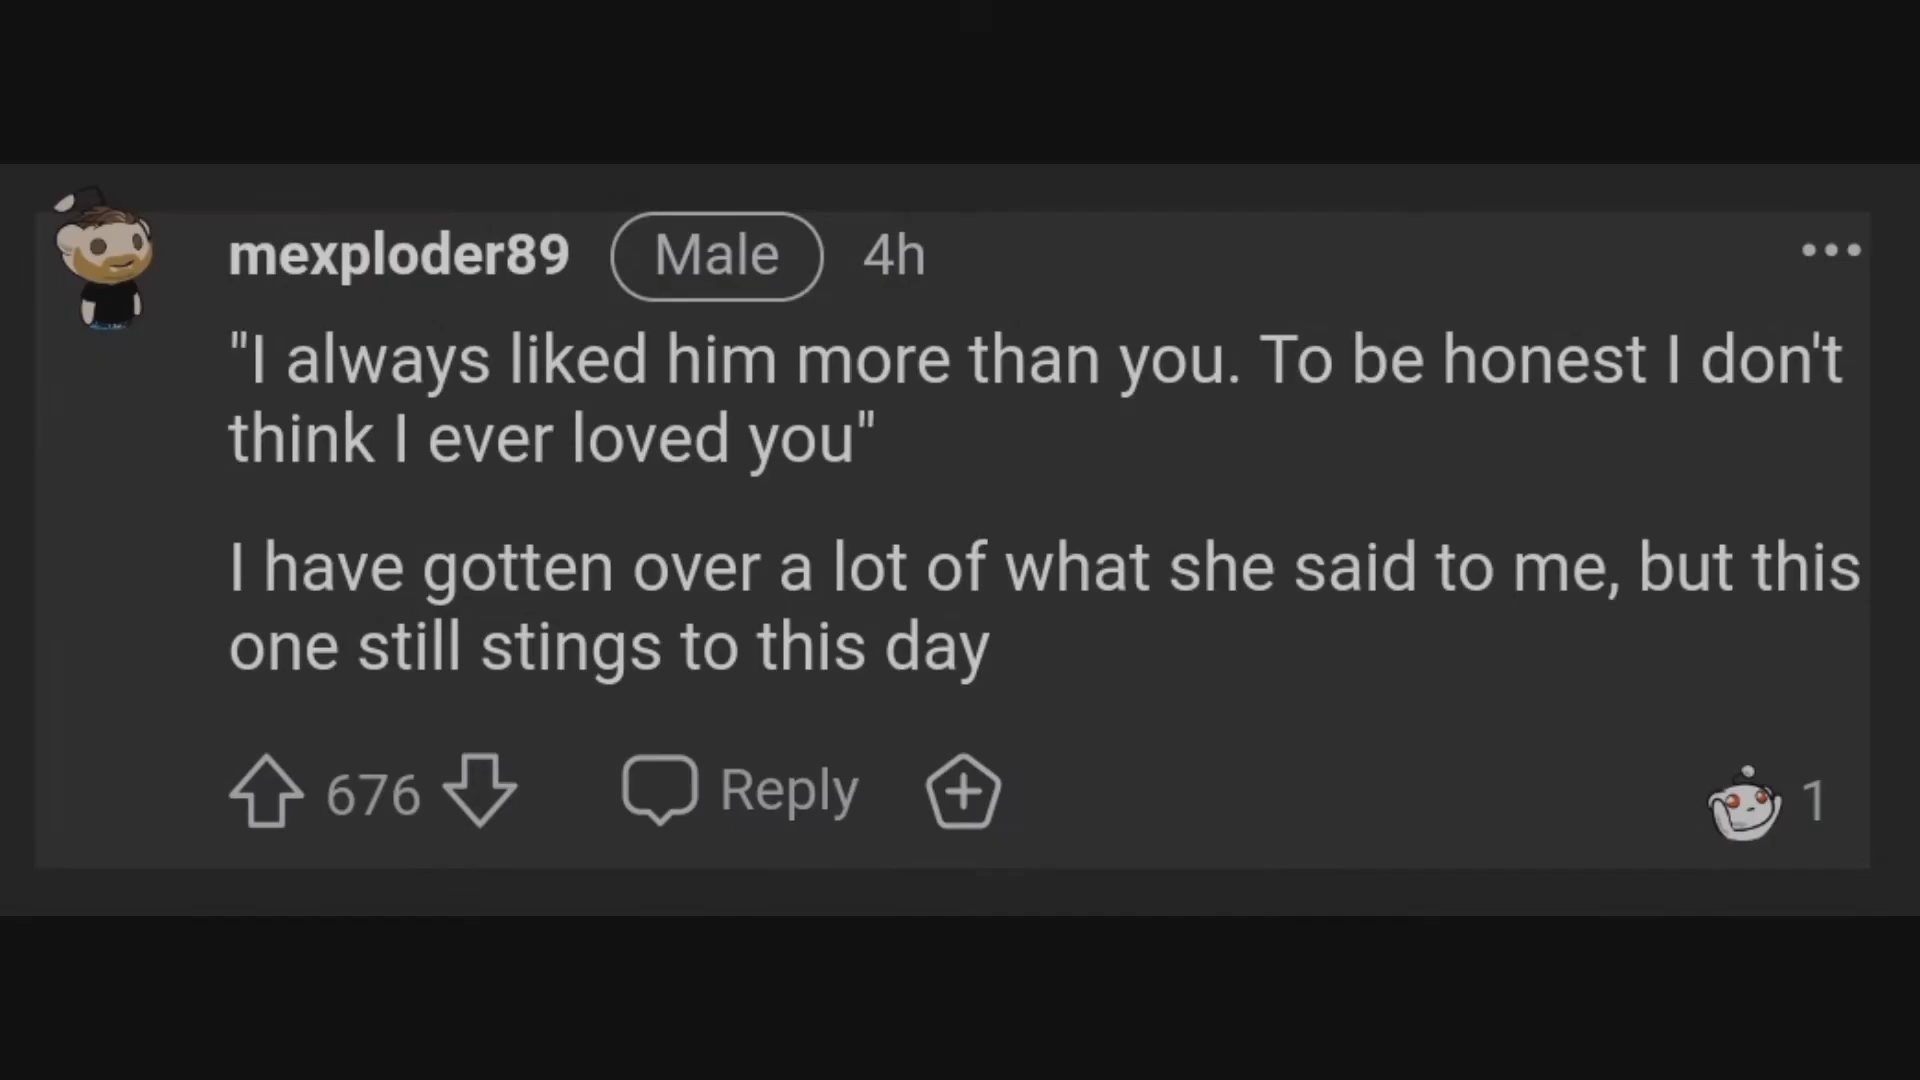 mexploder89 Male 4h
"I always liked him more than you. To be honest I don't
think I ever loved you"
I have gotten over a lot of what she said to me, but this
one still stings to this day
676 Reply 1